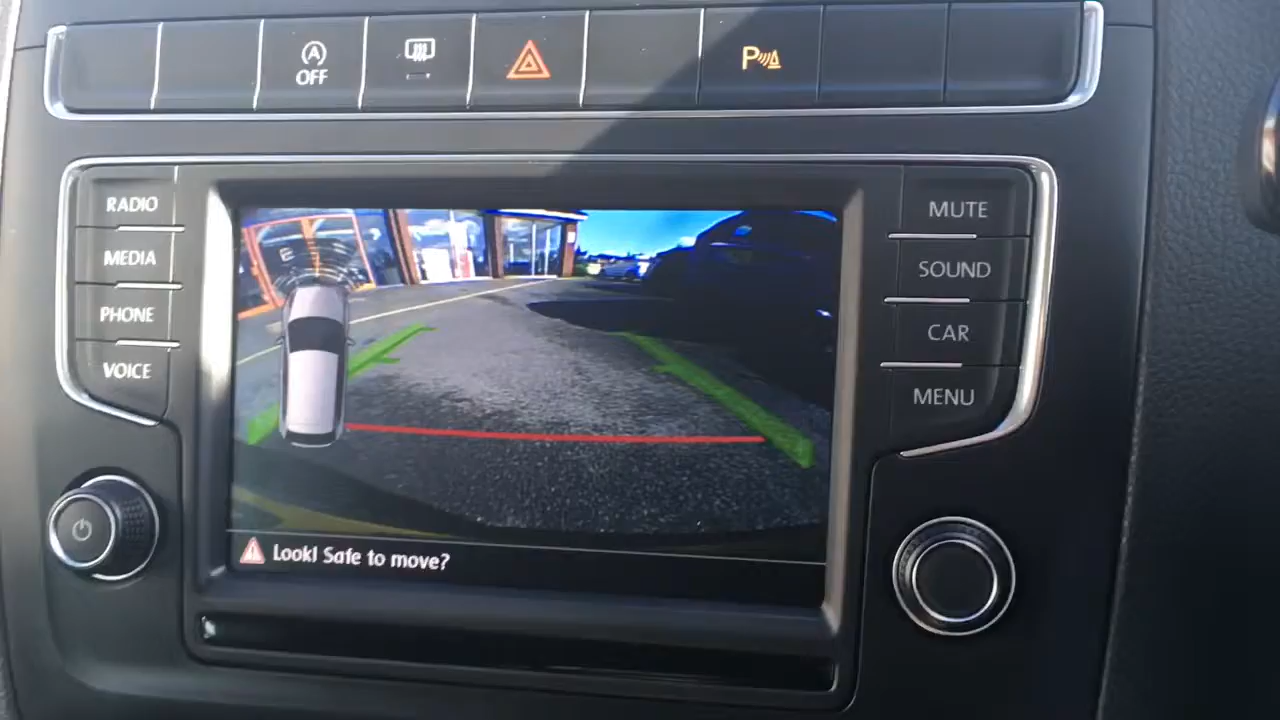 A
OFF
P
RADIO
MEDIA
PHONE
VOICE
MUTE
SOUND
CAR
MENU
Look! Safe to move?